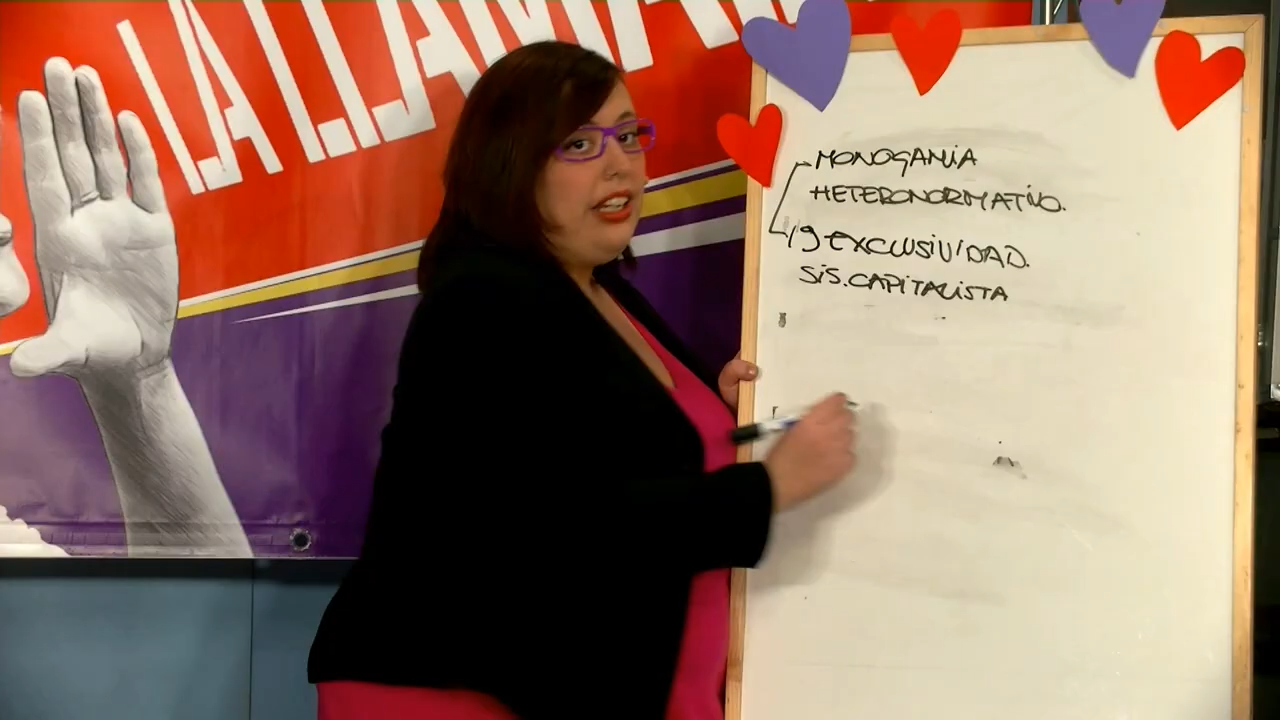 LA LLAMA
MONOGAMIA
HETERONORMATIVO.
EXCLUSIVIDAD.
SIS.CAPITALISTA